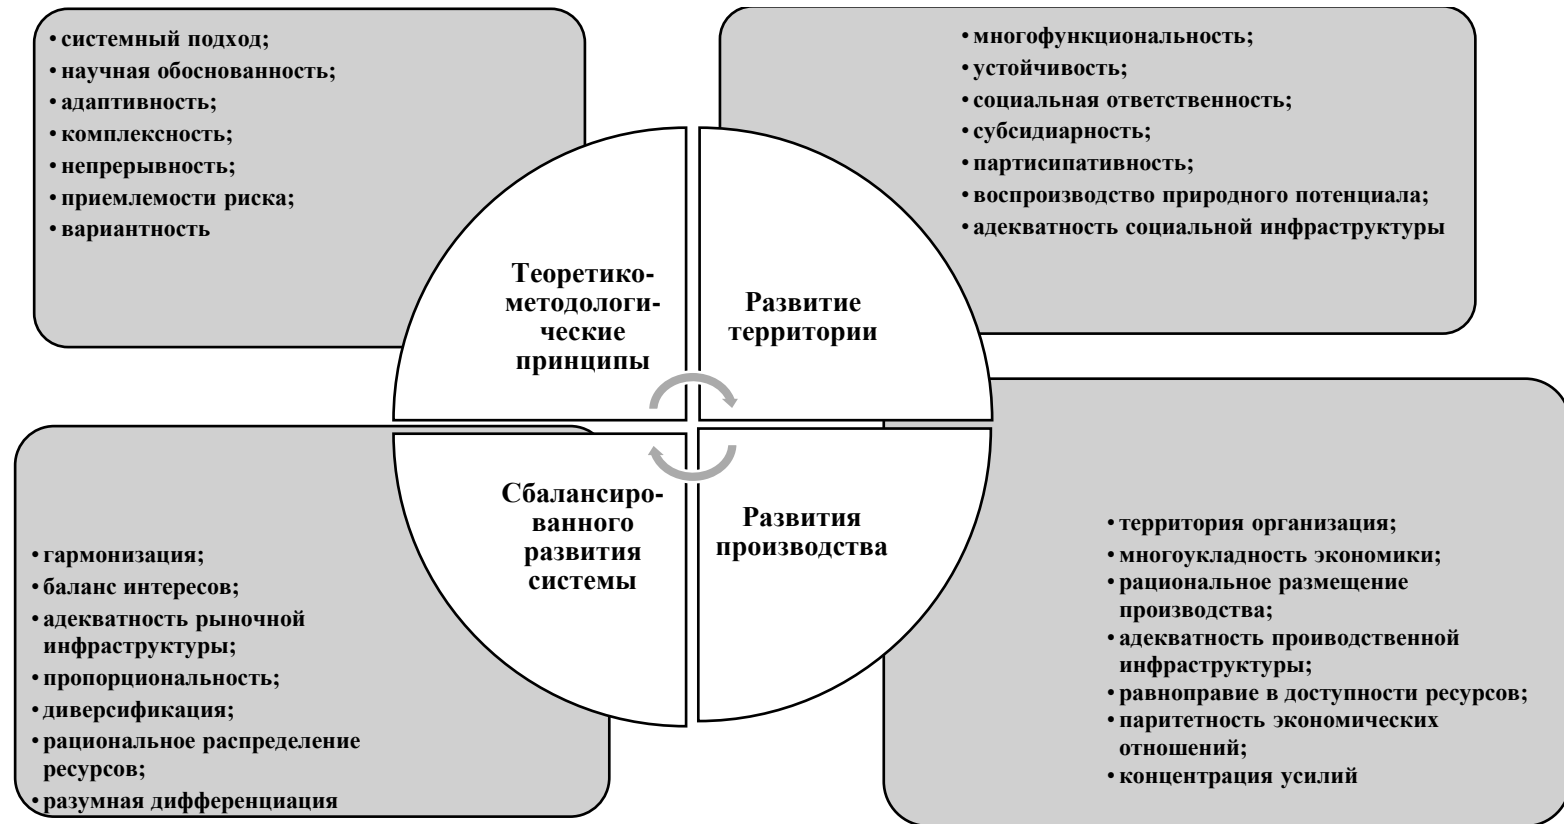 • системный подход;
• научная обоснованность;
• адаптивность;
• комплексность;
• непрерывность;
• приемлемости риска;
• вариантность
• многофункциональность;
• устойчивость;
• социальная ответственность;
• субсидиарность;
• партисипативность;
• воспроизводство природного потенциала;
• адекватность социальной инфраструктуры
Теоретико-
методологи-
ческие
принципы
Развитие
территории
Сбалансиро-
ванного
развития
системы
Развития
производства
• гармонизация;
• баланс интересов;
• адекватность рыночной
инфраструктуры;
• пропорциональность;
• диверсификация;
• рациональное распределение
ресурсов;
• разумная дифференциация
• территория организация;
• многоукладность экономики;
• рациональное размещение
производства;
• адекватность проиводственной
инфраструктуры;
• равноправие в доступности ресурсов;
• паритетность экономических
отношений;
• концентрация усилий